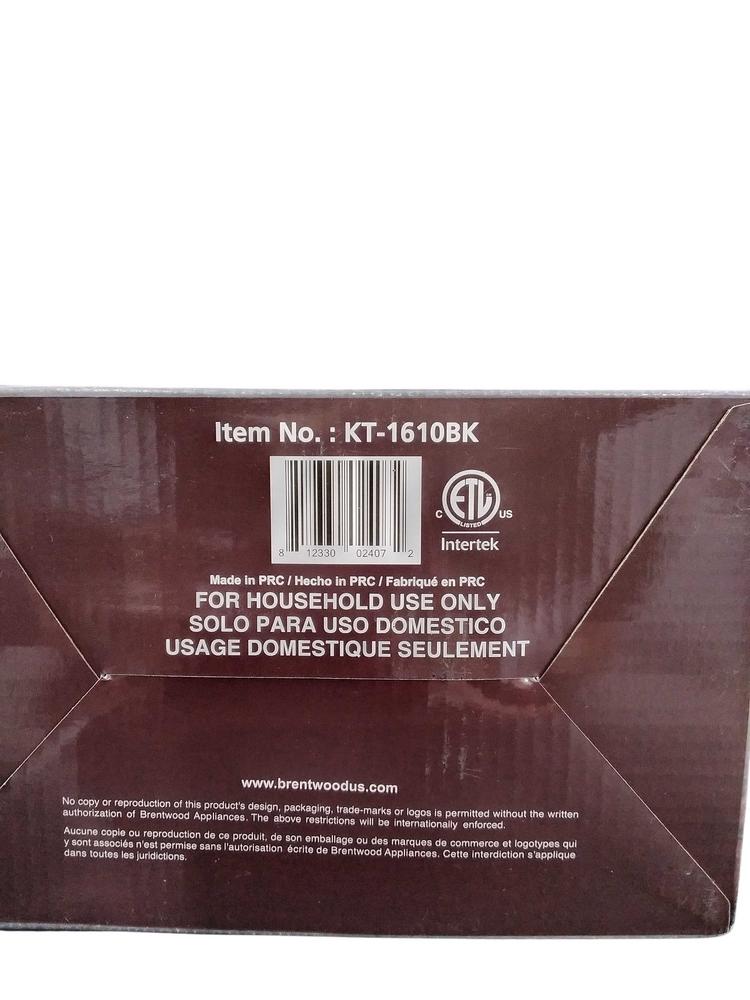 Item No. : KT-1610BK
8 12330 02407 2
ETL
C LISTED US
Intertek
Made in PRC / Hecho in PRC / Fabriqué en PRC
FOR HOUSEHOLD USE ONLY
SOLO PARA USO DOMESTICO
USAGE DOMESTIQUE SEULEMENT
www.brentwoodus.com
No copy or reproduction of this product's design, packaging, trade-marks or logos is permitted without the written
authorization of Brentwood Appliances. The above restrictions will be internationally enforced.
Aucune copie ou reproduction de ce produit, de son emballage ou des marques de commerce et logotypes qui
y sont associés n'est permise sans l'autorisation écrite de Brentwood Appliances. Cette interdiction s'applique
dans toutes les juridictions.